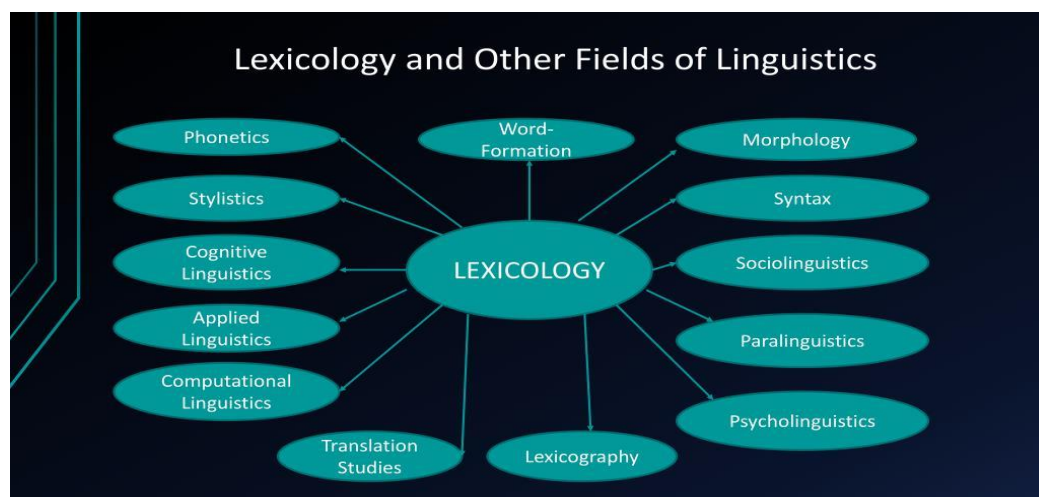 Lexicology and Other Fields of Linguistics
Phonetics
Word-
Formation
Morphology
Stylistics
Syntax
Cognitive
Linguistics
LEXICOLOGY
Sociolinguistics
Applied
Linguistics
Paralinguistics
Computational
Linguistics
Psycholinguistics
Translation
Studies
Lexicography